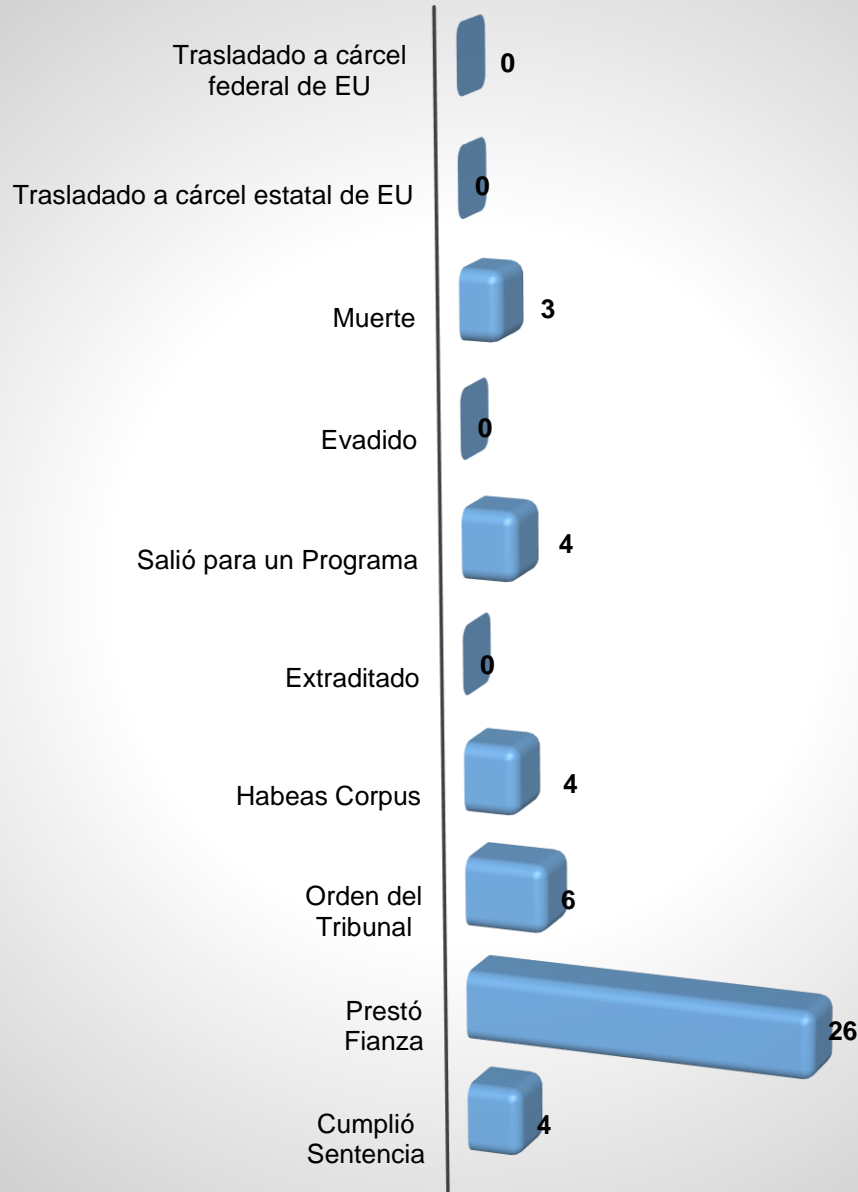 Trasladado a cárcel
federal de EU
0
Trasladado a cárcel estatal de EU
0
Muerte
3
Evadido
0
Salió para un Programa
4
Extraditado
0
Habeas Corpus
4
Orden del
Tribunal
6
Prestó
Fianza
26
Cumplió
Sentencia
4